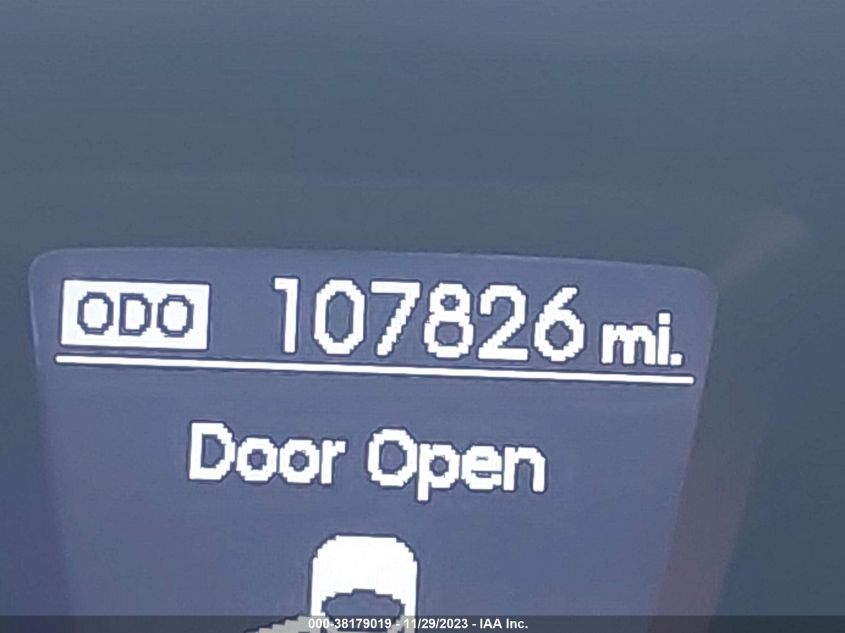 ODO 107826 mi.
Door Open
000-38179019 - 11/29/2023 - IAA Inc.